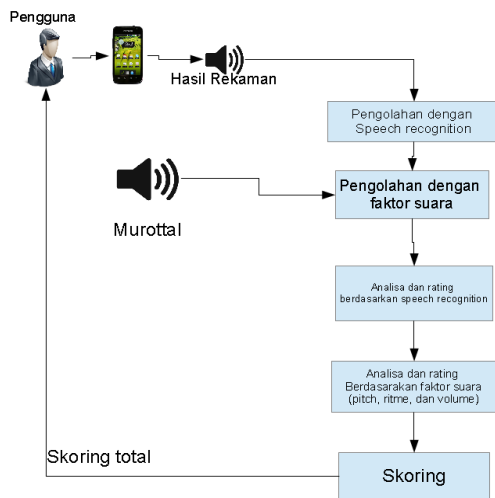 Pengguna
Hasil Rekaman
Pengolahan dengan
Speech recognition
Pengolahan dengan
faktor suara
Murottal
Analisa dan rating
berdasarkan speech recognition
Analisa dan rating
Berdasarakan faktor suara
(pitch, ritme, dan volume)
Skoring total
Skoring